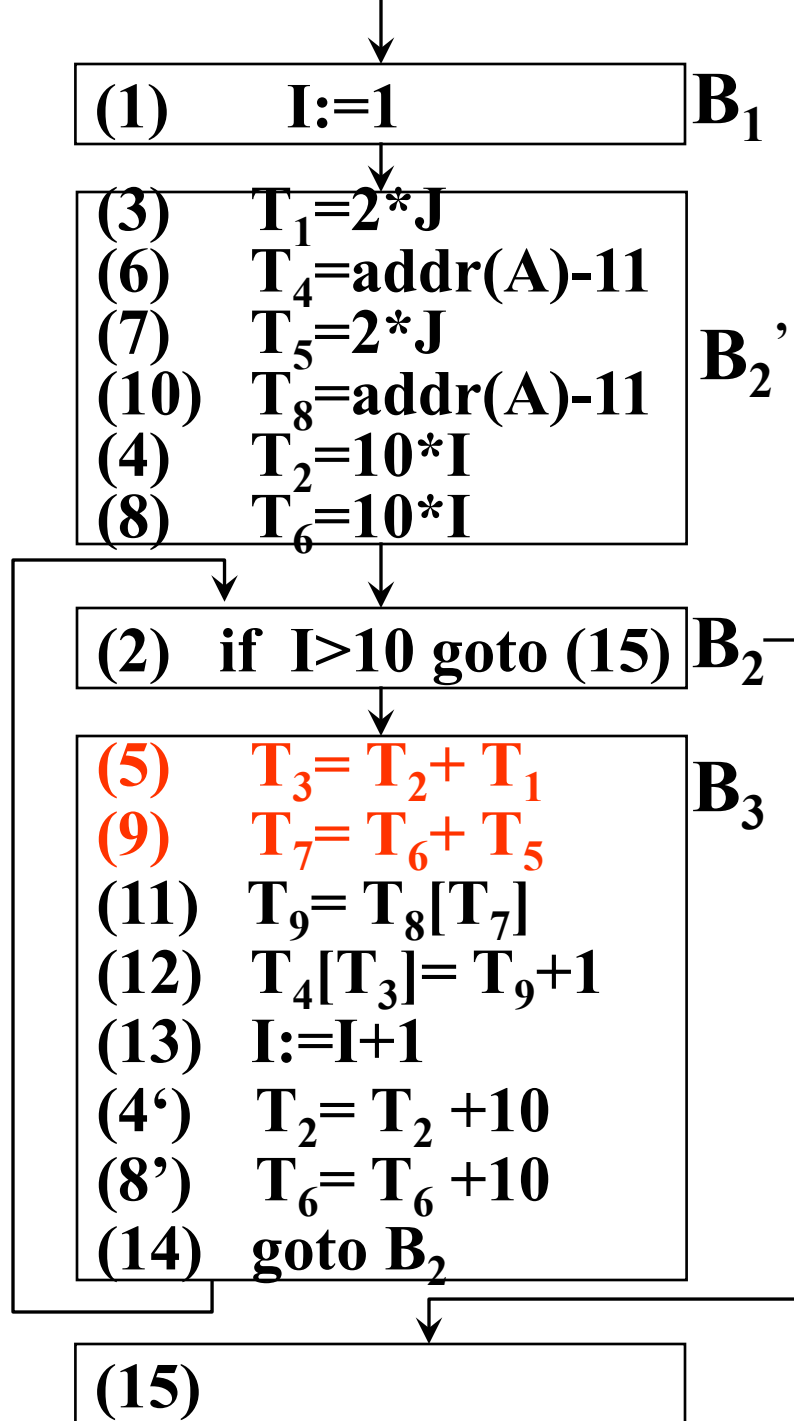 (1) I:=1 B₁
(3) T₁=2*J
(6) T₄=addr(A)-11
(7) T₅=2*J
B₂’
(10) T₈=addr(A)-11
(4) T₂=10*I
(8) T₆=10*I
(2) if I>10 goto (15) B₂
(5) T₃= T₂+ T₁
B₃
(9) T₇= T₆+ T₅
(11) T₉= T₈[T₇]
(12) T₄[T₃]= T₉+1
(13) I:=I+1
(4‘) T₂= T₂ +10
(8’) T₆= T₆ +10
(14) goto B₂
(15)